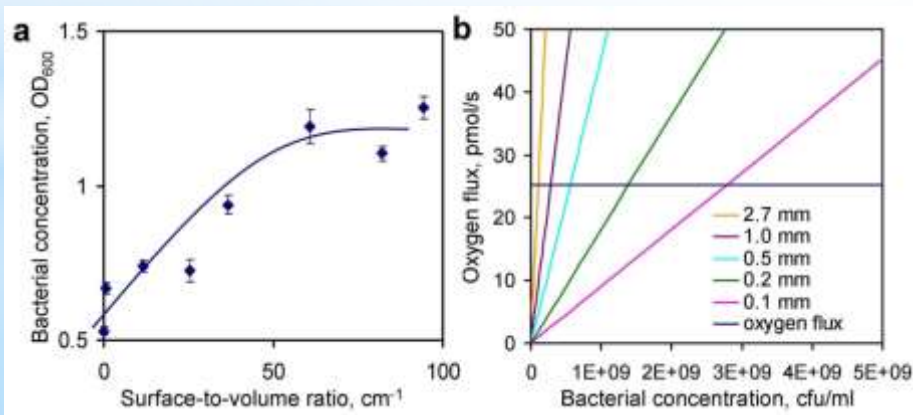 a
Bacterial concentration, OD600
1.5
1
0.5
0
50
100
Surface-to-volume ratio, cm-1
b
Oxygen flux, pmol/s
50
40
30
20
10
0
2.7 mm
1.0 mm
0.5 mm
0.2 mm
0.1 mm
oxygen flux
0 1E+09 2E+09 3E+09 4E+09 5E+09
Bacterial concentration, cfu/ml